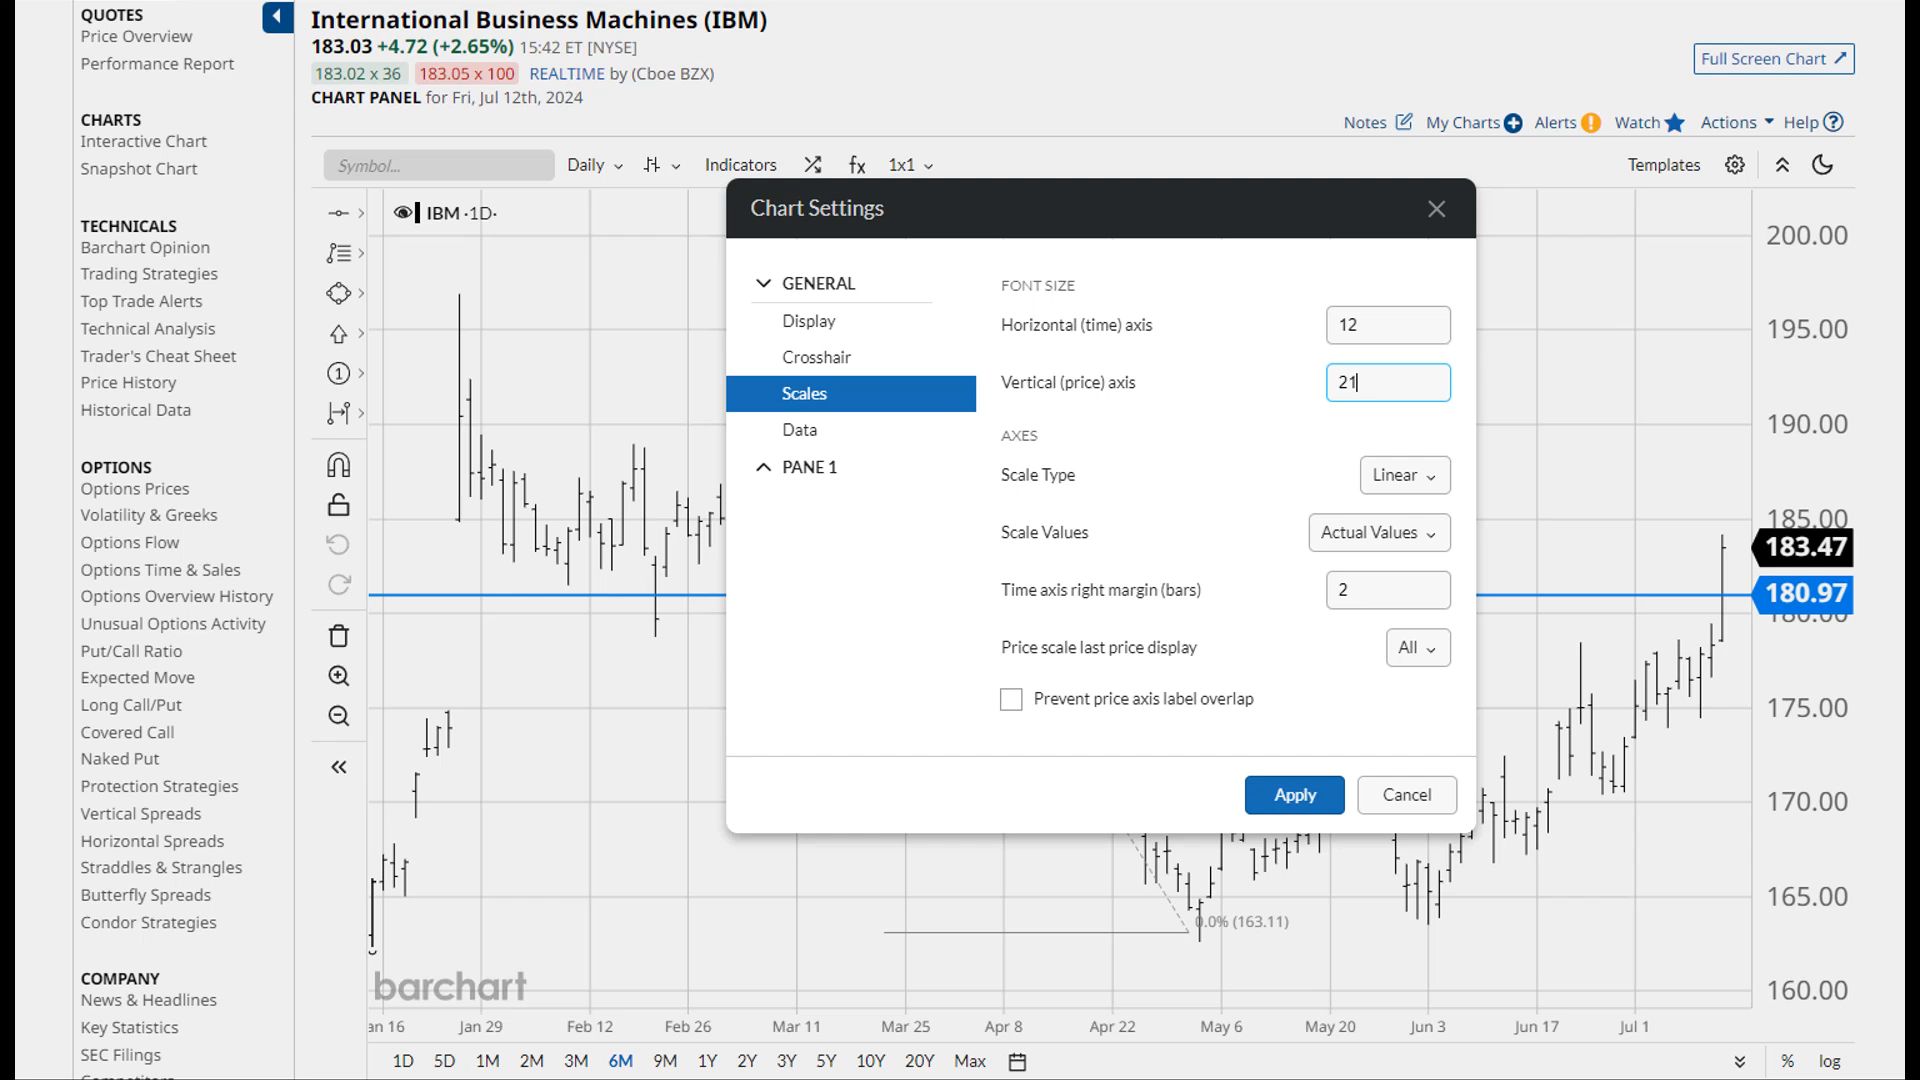 QUOTES
Price Overview
Performance Report
CHARTS
Interactive Chart
Snapshot Chart
TECHNICALS
Barchart Opinion
Trading Strategies
Top Trade Alerts
Technical Analysis
Trader's Cheat Sheet
Price History
Historical Data
OPTIONS
Options Prices
Volatility & Greeks
Options Flow
Options Time & Sales
Options Overview History
Unusual Options Activity
Put/Call Ratio
Expected Move
Long Call/Put
Covered Call
Naked Put
Protection Strategies
Vertical Spreads
Horizontal Spreads
Straddles & Strangles
Butterfly Spreads
Condor Strategies
COMPANY
News & Headlines
Key Statistics
SEC Filings
International Business Machines (IBM)
183.03 +4.72 (+2.65%) 15:42 ET [NYSE]
183.02 x 36 183.05 x 100 REALTIME by (Cboe BZX)
CHART PANEL for Fri, Jul 12th, 2024
Full Screen Chart
Notes My Charts Alerts Watch Actions Help
Symbol... Daily Indicators fx 1x1 Templates
IBM ·1D·
Chart Settings
GENERAL
Display
Crosshair
Scales
Data
PANE 1
FONT SIZE
Horizontal (time) axis 12
Vertical (price) axis 21
AXES
Scale Type Linear
Scale Values Actual Values
Time axis right margin (bars) 2
Price scale last price display All
Prevent price axis label overlap
Apply Cancel
200.00
195.00
190.00
185.00
183.47
180.97
180.00
175.00
170.00
165.00
160.00
0.0% (163.11)
barchart
an 16 Jan 29 Feb 12 Feb 26 Mar 11 Mar 25 Apr 8 Apr 22 May 6 May 20 Jun 3 Jun 17 Jul 1
1D 5D 1M 2M 3M 6M 9M 1Y 2Y 3Y 5Y 10Y 20Y Max % log